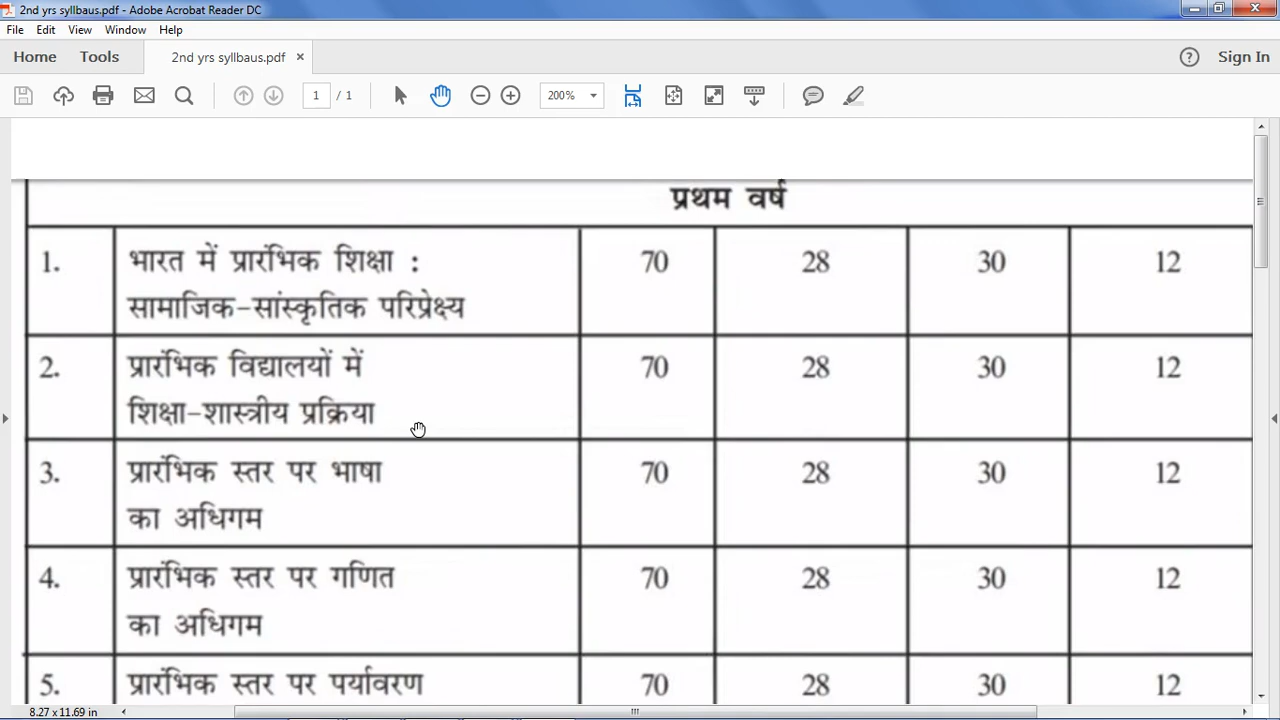 2nd yrs syllbaus.pdf - Adobe Acrobat Reader DC
File Edit View Window Help
Home Tools 2nd yrs syllbaus.pdf × ? Sign In
1 / 1 200%
प्रथम वर्ष
1. भारत में प्रारंभिक शिक्षा : 70 28 30 12
सामाजिक-सांस्कृतिक परिप्रेक्ष्य
2. प्रारंभिक विद्यालयों में 70 28 30 12
शिक्षा-शास्त्रीय प्रक्रिया
3. प्रारंभिक स्तर पर भाषा 70 28 30 12
का अधिगम
4. प्रारंभिक स्तर पर गणित 70 28 30 12
का अधिगम
5. प्रारंभिक स्तर पर पर्यावरण 70 28 30 12
8.27 x 11.69 in